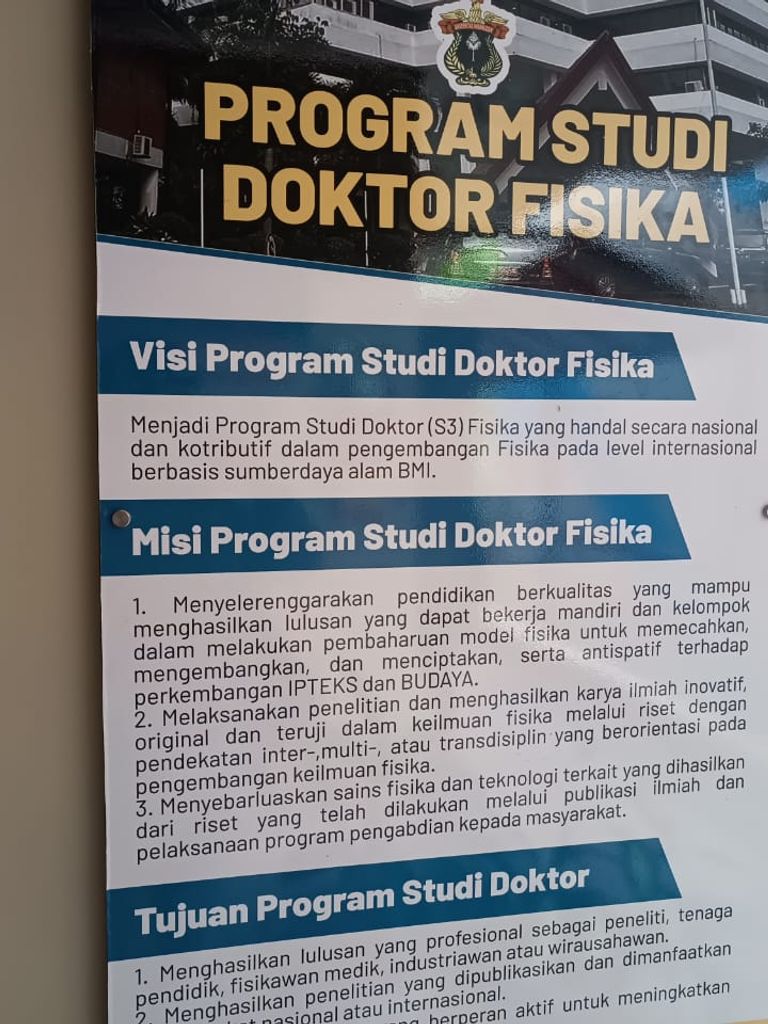 PROGRAM STUDI
DOKTOR FISIKA
Visi Program Studi Doktor Fisika
Menjadi Program Studi Doktor (S3) Fisika yang handal secara nasional
dan kotributif dalam pengembangan Fisika pada level internasional
berbasis sumberdaya alam BMI.
Misi Program Studi Doktor Fisika
1. Menyelerenggarakan pendidikan berkualitas yang mampu
menghasilkan lulusan yang dapat bekerja mandiri dan kelompok
dalam melakukan pembaharuan model fisika untuk memecahkan,
mengembangkan, dan menciptakan, serta antispatif terhadap
perkembangan IPTEKS dan BUDAYA.
2. Melaksanakan penelitian dan menghasilkan karya ilmiah inovatif,
original dan teruji dalam keilmuan fisika melalui riset dengan
pendekatan inter-,multi-, atau transdisiplin yang berorientasi pada
pengembangan keilmuan fisika.
3. Menyebarluaskan sains fisika dan teknologi terkait yang dihasilkan
dari riset yang telah dilakukan melalui publikasi ilmiah dan
pelaksanaan program pengabdian kepada masyarakat.
Tujuan Program Studi Doktor
1. Menghasilkan lulusan yang profesional sebagai peneliti, tenaga
pendidik, fisikawan medik, industriawan atau wirausahawan.
2. Menghasilkan penelitian yang dipublikasikan dan dimanfaatkan
nasional atau internasional.
berperan aktif untuk meningkatkan